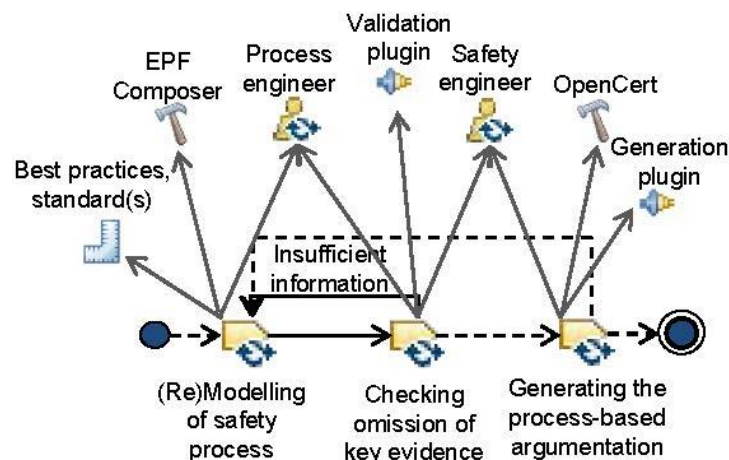 EPF
Composer
Process
engineer
Validation
plugin
Safety
engineer
OpenCert
Generation
plugin
Best practices,
standard(s)
Insufficient
information
(Re)Modelling
of safety
process
Checking
omission of
key evidence
Generating the
process-based
argumentation